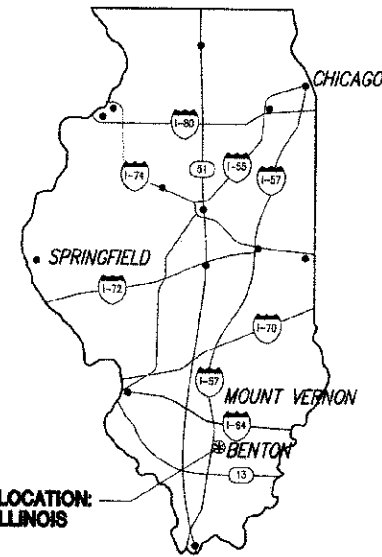 CHICAGO
I-80
I-74
51
I-55
I-57
SPRINGFIELD
I-72
I-70
I-57
MOUNT VERNON
I-64
BENTON
13
LOCATION:
ILLINOIS